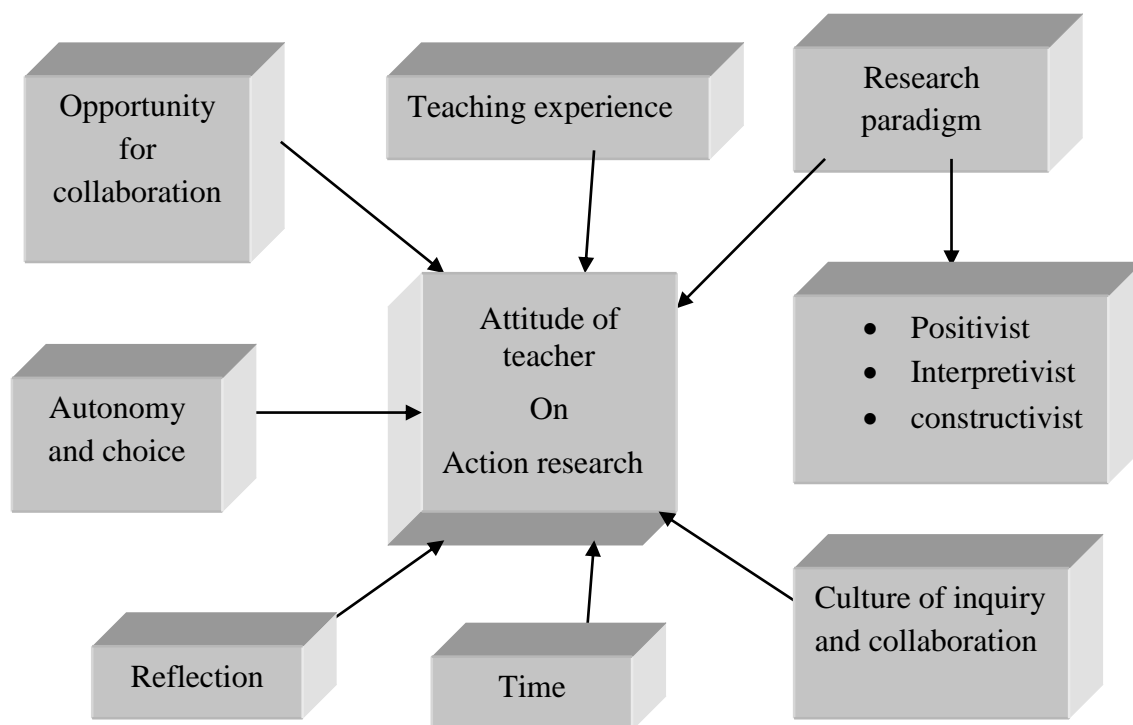 Opportunity
for
collaboration
Teaching experience
Research
paradigm
Attitude of
teacher
On
Action research
• Positivist
• Interpretivist
• constructivist
Autonomy
and choice
Culture of inquiry
and collaboration
Reflection
Time